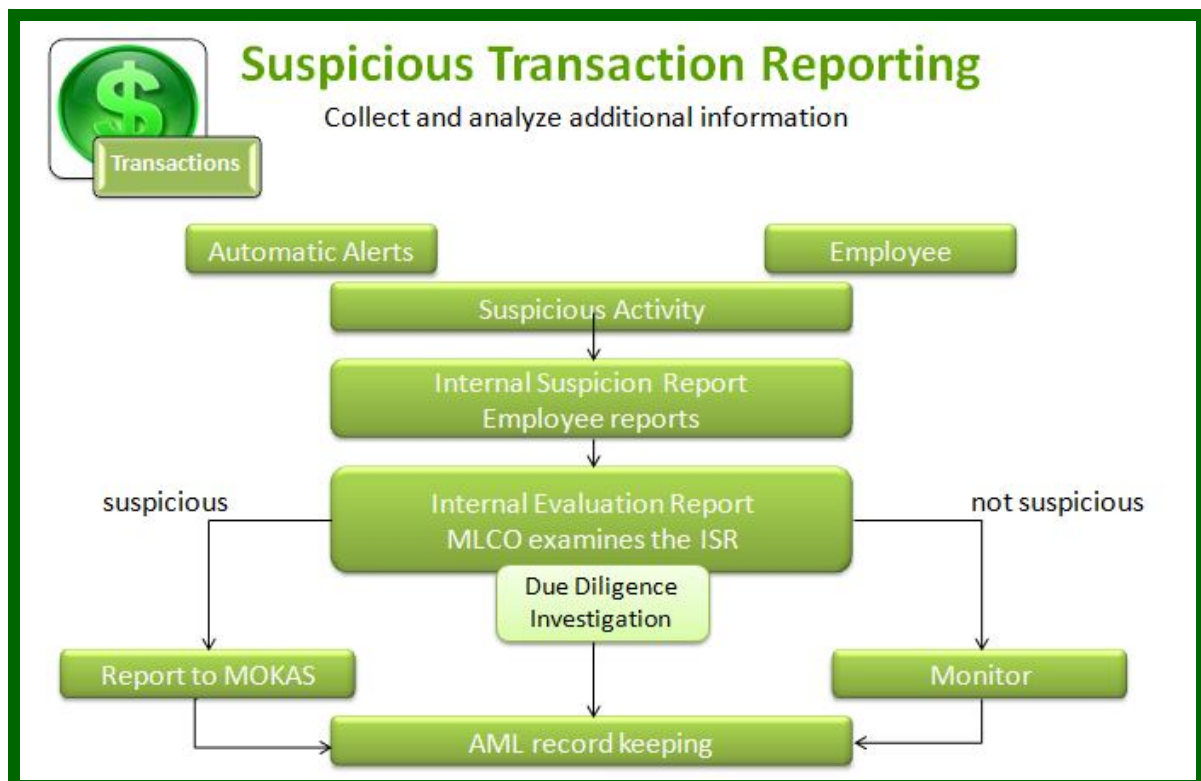 Suspicious Transaction Reporting
Collect and analyze additional information
Transactions
Automatic Alerts
Employee
Suspicious Activity
Internal Suspicion Report
Employee reports
suspicious
Internal Evaluation Report
MLCO examines the ISR
not suspicious
Due Diligence
Investigation
Report to MOKAS
Monitor
AML record keeping